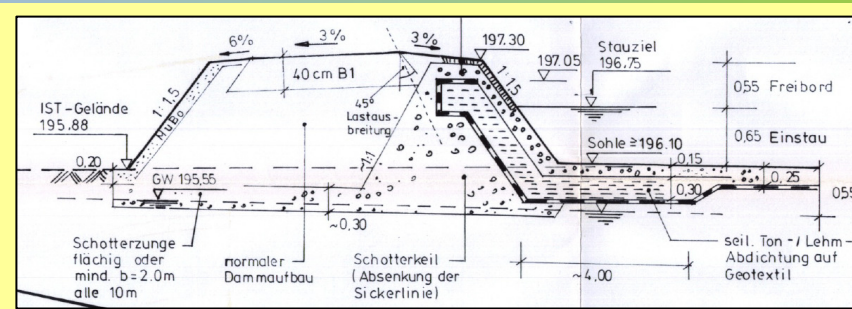 6%
3%
3%
197.30
197.05
Stauziel
196.75
40 cm B1
1:1.5
1:1.5
0,55 Freibord
IST-Gelände
195.88
MuBo
45°
Lastaus-
breitung
~1:1
Sohle ≥196.10
0,65 Einstau
0,20
0,15
0,25
GW 195,55
0,30
~0,30
0,55
Schotterzunge
flächig oder
mind. b=2.0m
alle 10m
normaler
Dammaufbau
Schotterkeil
(Absenkung der
Sickerlinie)
~4.00
seil. Ton-/Lehm-
Abdichtung auf
Geotextil